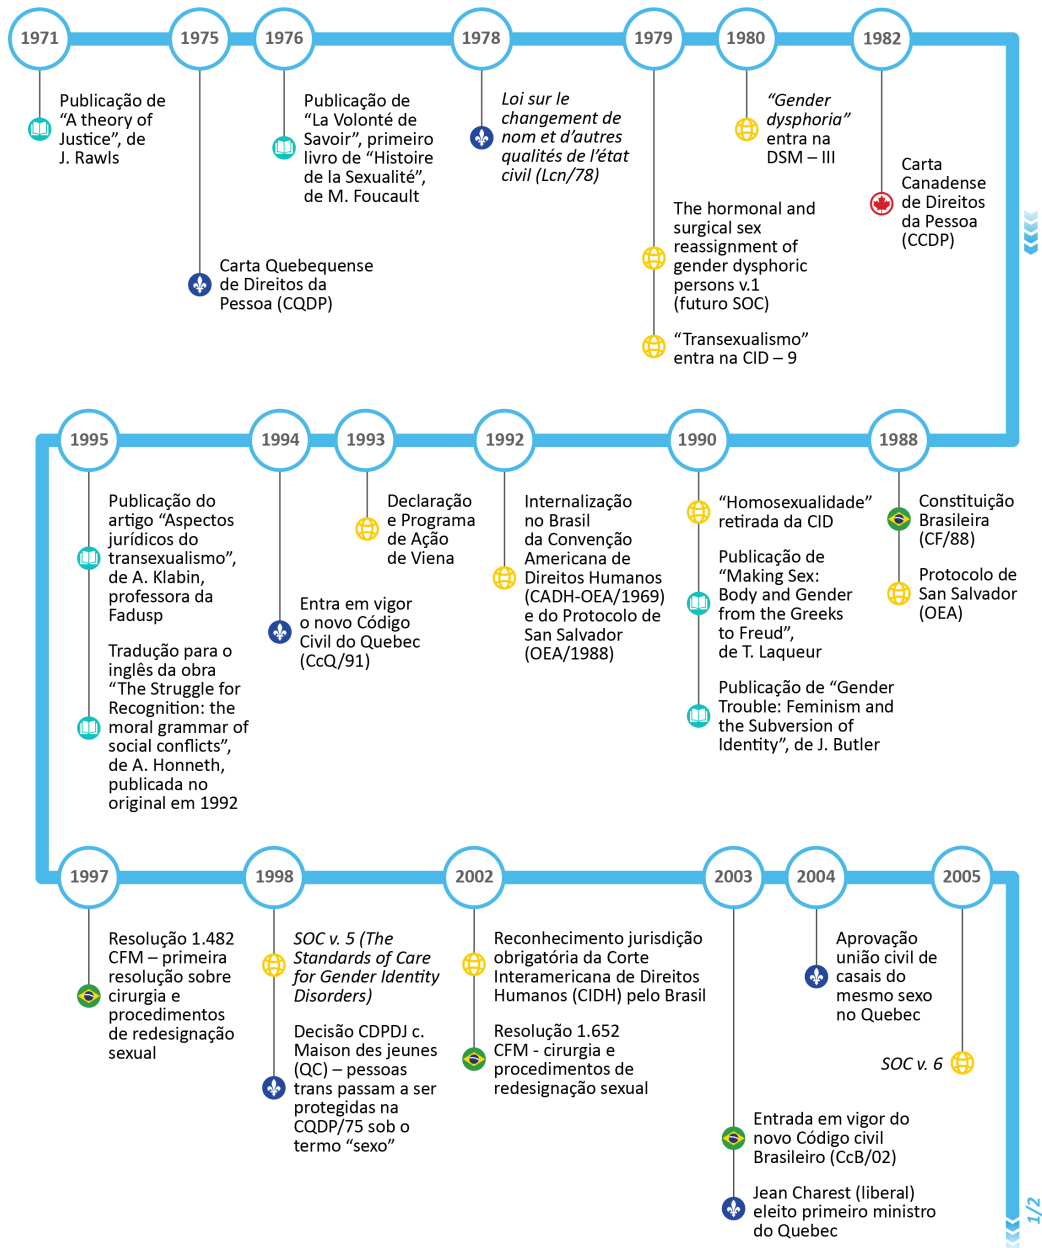 1971
Publicação de
“A theory of
Justice”, de
J. Rawls
1975
Carta Quebequense
de Direitos da
Pessoa (CQDP)
1976
Publicação de
“La Volonté de
Savoir”, primeiro
livro de “Histoire
de la Sexualité”,
de M. Foucault
1978
Loi sur le
changement de
nom et d’autres
qualités de l’état
civil (Lcn/78)
1979
The hormonal and
surgical sex
reassignment of
gender dysphoric
persons v.1
(futuro SOC)
“Transexualismo”
entra na CID – 9
1980
“Gender
dysphoria”
entra na
DSM – III
1982
Carta
Canadense
de Direitos
da Pessoa
(CCDP)
1988
Constituição
Brasileira
(CF/88)
Protocolo de
San Salvador
(OEA)
1990
“Homosexualidade”
retirada da CID
Publicação de
“Making Sex:
Body and Gender
from the Greeks
to Freud”,
de T. Laqueur
Publicação de “Gender
Trouble: Feminism and
the Subversion of
Identity”, de J. Butler
1992
Internalização
no Brasil
da Convenção
Americana de
Direitos Humanos
(CADH-OEA/1969)
e do Protocolo de
San Salvador
(OEA/1988)
1993
Declaração
e Programa
de Ação
de Viena
1994
Entra em vigor
o novo Código
Civil do Quebec
(CcQ/91)
1995
Publicação do
artigo “Aspectos
jurídicos do
transexualismo”,
de A. Klabin,
professora da
Fadusp
Tradução para o
inglês da obra
“The Struggle for
Recognition: the
moral grammar of
social conflicts”,
de A. Honneth,
publicada no
original em 1992
1997
Resolução 1.482
CFM – primeira
resolução sobre
cirurgia e
procedimentos
de redesignação
sexual
1998
SOC v. 5 (The
Standards of Care
for Gender Identity
Disorders)
Decisão CDPDJ c.
Maison des jeunes
(QC) – pessoas
trans passam a ser
protegidas na
CQDP/75 sob o
termo “sexo”
2002
Reconhecimento jurisdição
obrigatória da Corte
Interamericana de Direitos
Humanos (CIDH) pelo Brasil
Resolução 1.652
CFM - cirurgia e
procedimentos de
redesignação sexual
2003
Entrada em vigor do
novo Código civil
Brasileiro (CcB/02)
Jean Charest (liberal)
eleito primeiro ministro
do Quebec
2004
Aprovação
união civil de
casais do
mesmo sexo
no Quebec
2005
SOC v. 6
1/2